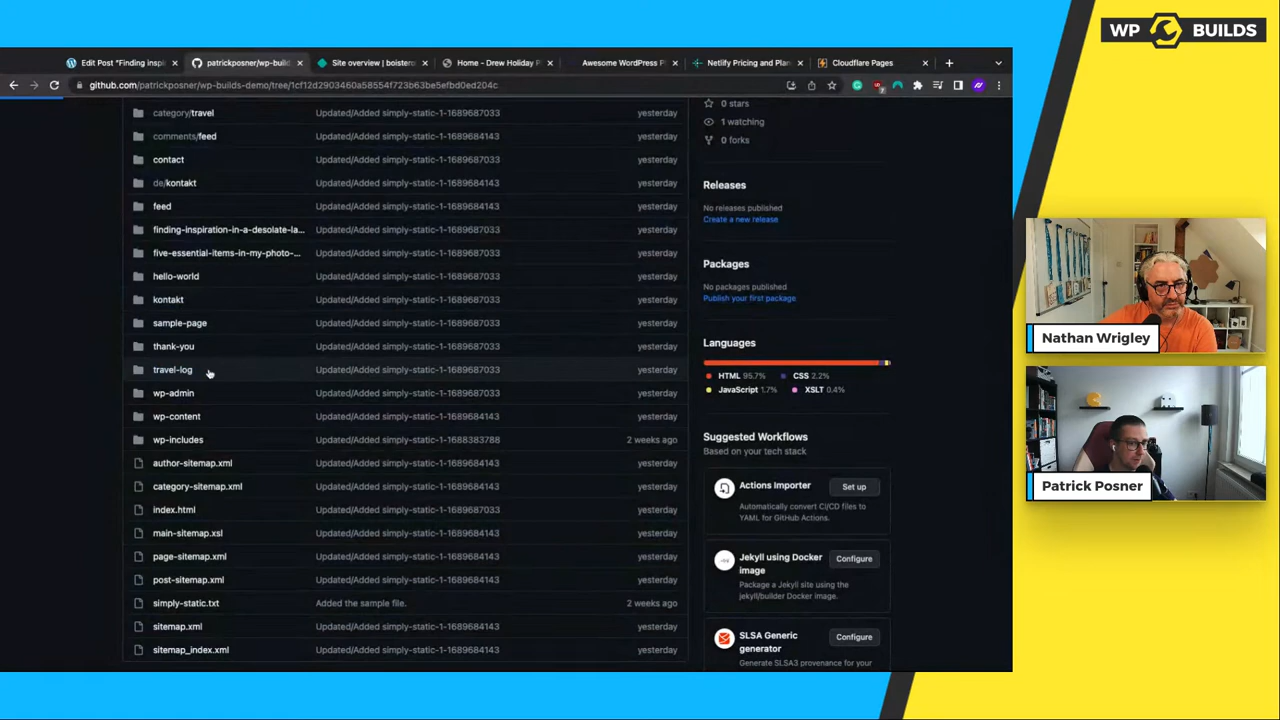 WP BUILDS
Edit Post "Finding inspi
patrickposner/wp-build
Site overview | boistero
Home - Drew Holiday P
Awesome WordPress P
Netlify Pricing and Plan
Cloudflare Pages
github.com/patrickposner/wp-builds-demo/tree/1cf12d2903460a58554f723b63be5efbd0ed204c
category/travel Updated/Added simply-static-1-1689687033 yesterday
comments/feed Updated/Added simply-static-1-1689687033 yesterday
contact Updated/Added simply-static-1-1689687033 yesterday
de/kontakt Updated/Added simply-static-1-1689684143 yesterday
feed Updated/Added simply-static-1-1689687033 yesterday
finding-inspiration-in-a-desolate-la... Updated/Added simply-static-1-1689687033 yesterday
five-essential-items-in-my-photo-... Updated/Added simply-static-1-1689687033 yesterday
hello-world Updated/Added simply-static-1-1689687033 yesterday
kontakt Updated/Added simply-static-1-1689687033 yesterday
sample-page Updated/Added simply-static-1-1689687033 yesterday
thank-you Updated/Added simply-static-1-1689687033 yesterday
travel-log Updated/Added simply-static-1-1689687033 yesterday
wp-admin Updated/Added simply-static-1-1689687033 yesterday
wp-content Updated/Added simply-static-1-1689687033 yesterday
wp-includes Updated/Added simply-static-1-1688383788 2 weeks ago
author-sitemap.xml Updated/Added simply-static-1-1689684143 yesterday
category-sitemap.xml Updated/Added simply-static-1-1689684143 yesterday
index.html Updated/Added simply-static-1-1689687033 yesterday
main-sitemap.xsl Updated/Added simply-static-1-1689684143 yesterday
page-sitemap.xml Updated/Added simply-static-1-1689684143 yesterday
post-sitemap.xml Updated/Added simply-static-1-1689684143 yesterday
simply-static.txt Added the sample file. 2 weeks ago
sitemap.xml Updated/Added simply-static-1-1689684143 yesterday
sitemap_index.xml Updated/Added simply-static-1-1689684143 yesterday
0 stars
1 watching
0 forks
Releases
No releases published
Create a new release
Packages
No packages published
Publish your first package
Languages
HTML 95.7% CSS 2.2%
JavaScript 1.7% XSLT 0.4%
Suggested Workflows
Based on your tech stack
Actions Importer Set up
Automatically convert CI/CD files to
YAML for GitHub Actions.
Jekyll using Docker
image
Configure
Package a Jekyll site using the
jekyll/builder Docker image.
SLSA Generic
generator
Configure
Generate SLSA3 provenance for your
Nathan Wrigley
Patrick Posner